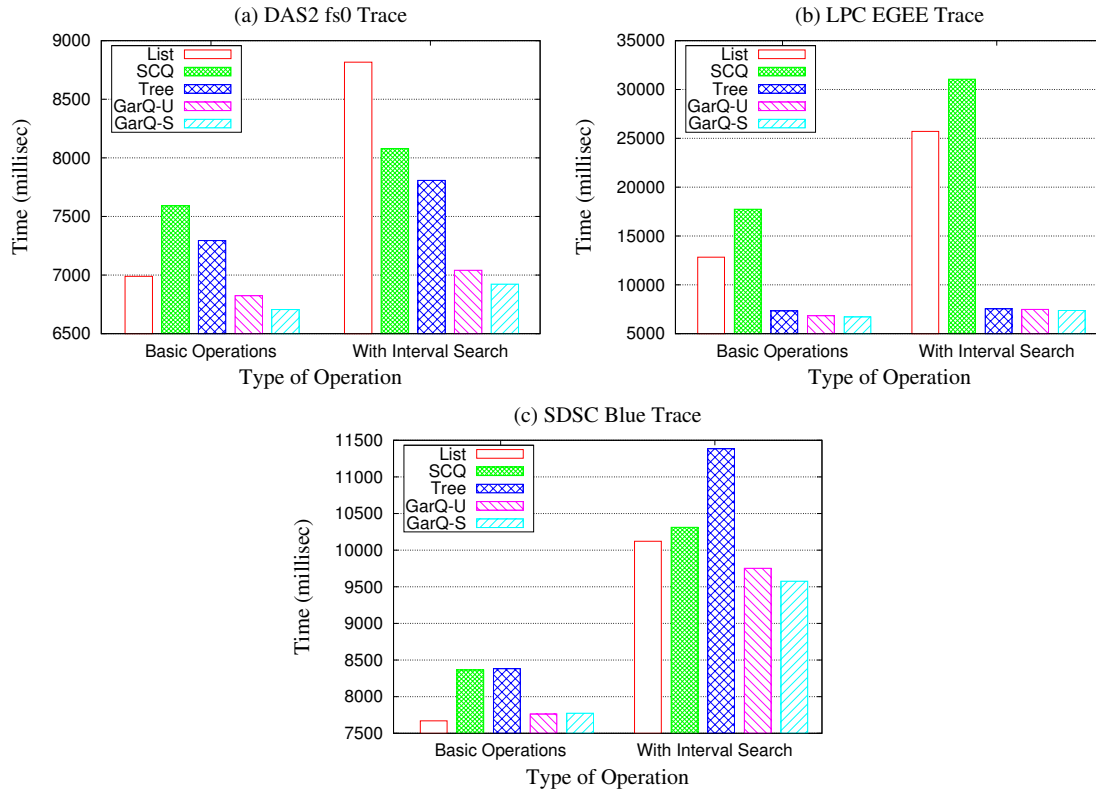 (a) DAS2 fs0 Trace
9000
8500
8000
7500
7000
6500
Time (millisec)
List
SCQ
Tree
GarQ-U
GarQ-S
Basic Operations
With Interval Search
Type of Operation
(b) LPC EGEE Trace
35000
30000
25000
20000
15000
10000
5000
Time (millisec)
List
SCQ
Tree
GarQ-U
GarQ-S
Basic Operations
With Interval Search
Type of Operation
(c) SDSC Blue Trace
11500
11000
10500
10000
9500
9000
8500
8000
7500
Time (millisec)
List
SCQ
Tree
GarQ-U
GarQ-S
Basic Operations
With Interval Search
Type of Operation